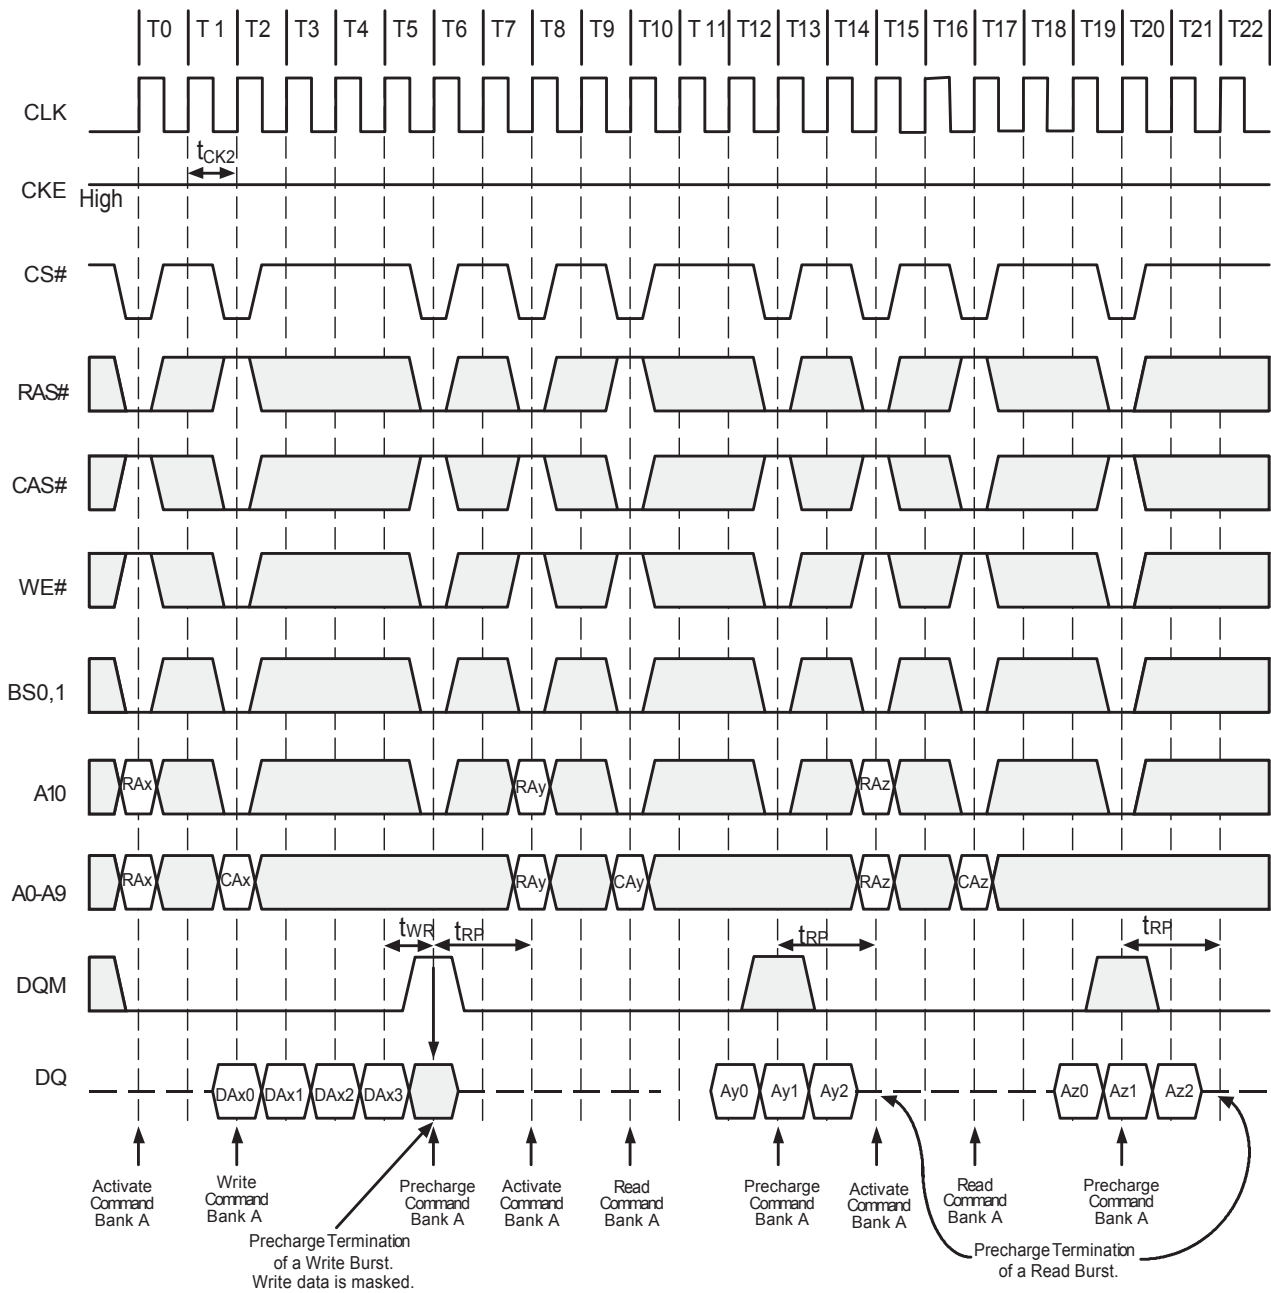 T0 T 1 T2 T3 T4 T5 T6 T7 T8 T9 T10 T 11 T12 T13 T14 T15 T16 T17 T18 T19 T20 T21 T22
CLK
tCK2
CKE High
CS#
RAS#
CAS#
WE#
BS0,1
A10 RAx RAy RAz
A0-A9 RAx CAx RAy CAy RAz CAz
tWR tRP tRP tRP
DQM
DQ DAx0 DAx1 DAx2 DAx3 Ay0 Ay1 Ay2 Az0 Az1 Az2
Activate
Command
Bank A
Write
Command
Bank A
Precharge
Command
Bank A
Activate
Command
Bank A
Read
Command
Bank A
Precharge
Command
Bank A
Activate
Command
Bank A
Read
Command
Bank A
Precharge
Command
Bank A
Precharge Termination
of a Write Burst.
Write data is masked.
Precharge Termination
of a Read Burst.